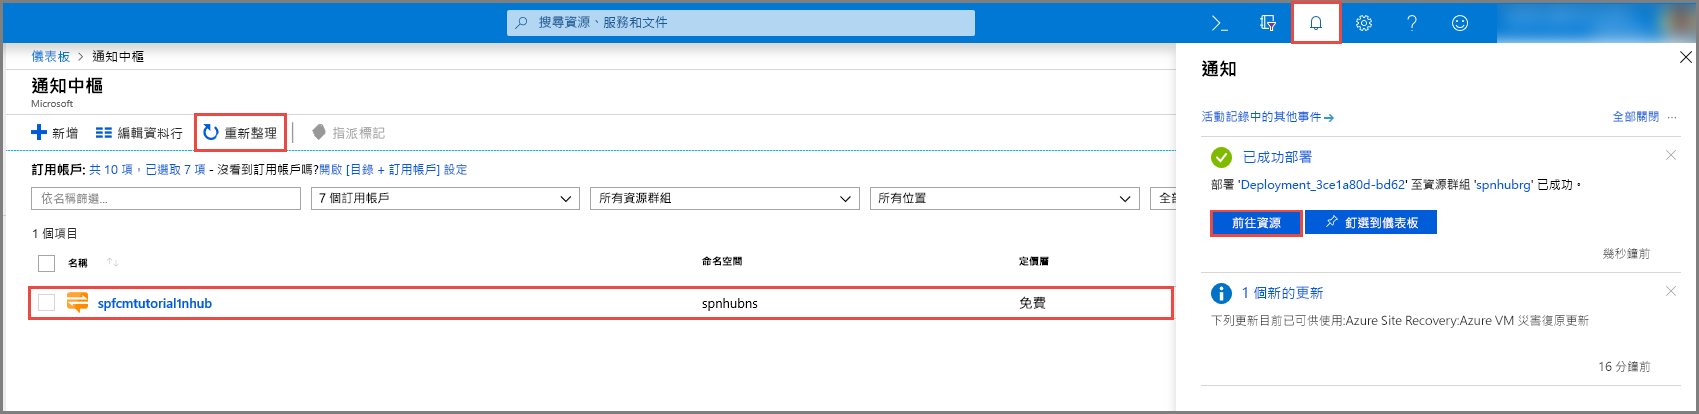 搜尋資源、服務和文件
儀表板 > 通知中樞
通知中樞
Microsoft
新增 編輯資料行 重新整理 指派標記
訂用帳戶: 共 10 項，已選取 7 項 - 沒看到訂用帳戶嗎?開啟 [目錄 + 訂用帳戶] 設定
依名稱篩選... 7 個訂用帳戶 所有資源群組 所有位置
1 個項目
名稱 命名空間 定價層
spfcmtutorial1nhub spnhubns 免費
通知
活動記錄中的其他事件 全部關閉 ...
已成功部署
部署 'Deployment_3ce1a80d-bd62' 至資源群組 'spnhubrg' 已成功。
前往資源 釘選到儀表板
幾秒鐘前
1 個新的更新
下列更新目前已可供使用:Azure Site Recovery:Azure VM 災害復原更新
16 分鐘前